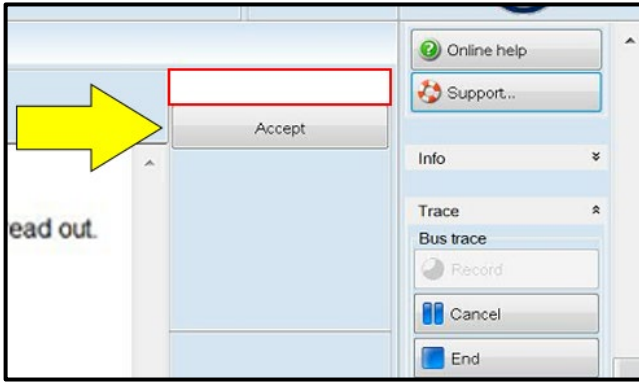 Online help
Support...
Accept
Info
Trace
ead out.
Bus trace
Record
Cancel
End